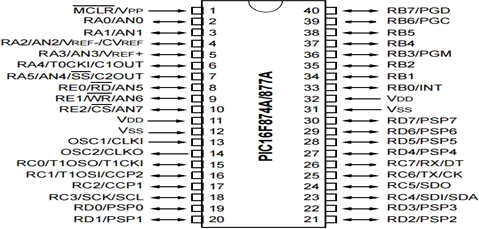 MCLR/VPP 1 40 RB7/PGD
RA0/AN0 2 39 RB6/PGC
RA1/AN1 3 38 RB5
RA2/AN2/VREF-/CVREF 4 37 RB4
RA3/AN3/VREF+ 5 36 RB3/PGM
RA4/T0CKI/C1OUT 6 35 RB2
RA5/AN4/SS/C2OUT 7 34 RB1
RE0/RD/AN5 8 33 RB0/INT
RE1/WR/AN6 9 32 VDD
RE2/CS/AN7 10 31 VSS
VDD 11 30 RD7/PSP7
VSS 12 29 RD6/PSP6
OSC1/CLKI 13 28 RD5/PSP5
OSC2/CLKO 14 27 RD4/PSP4
RC0/T1OSO/T1CKI 15 26 RC7/RX/DT
RC1/T1OSI/CCP2 16 25 RC6/TX/CK
RC2/CCP1 17 24 RC5/SDO
RC3/SCK/SCL 18 23 RC4/SDI/SDA
RD0/PSP0 19 22 RD3/PSP3
RD1/PSP1 20 21 RD2/PSP2
PIC16F874A/877A